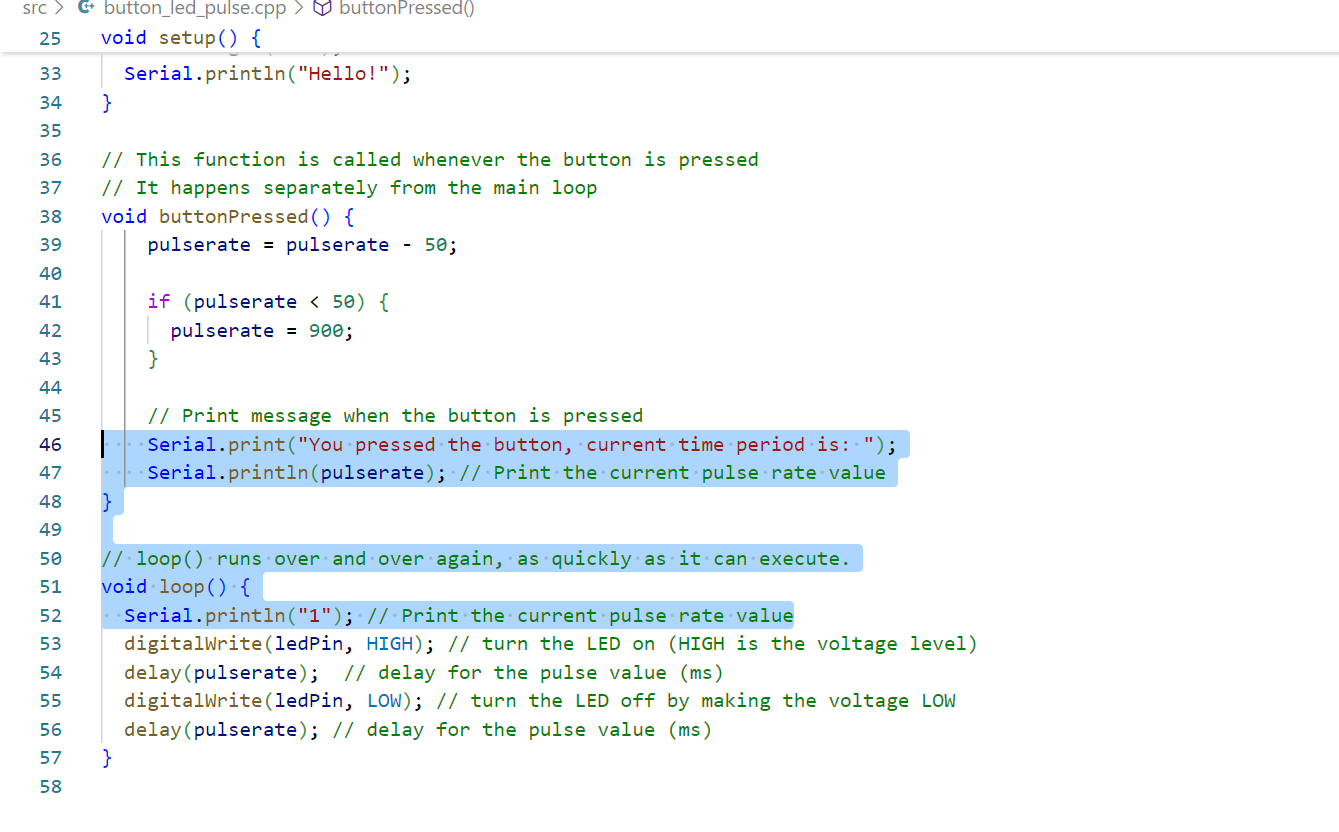 src > button_led_pulse.cpp > buttonPressed()
25 void setup() {
33   Serial.println("Hello!");
34 }
35
36 // This function is called whenever the button is pressed
37 // It happens separately from the main loop
38 void buttonPressed() {
39     pulserate = pulserate - 50;
40
41     if (pulserate < 50) {
42       pulserate = 900;
43     }
44
45     // Print message when the button is pressed
46     Serial.print("You pressed the button, current time period is: ");
47     Serial.println(pulserate); // Print the current pulse rate value
48 }
49
50 // loop() runs over and over again, as quickly as it can execute.
51 void loop() {
52   Serial.println("1"); // Print the current pulse rate value
53   digitalWrite(ledPin, HIGH); // turn the LED on (HIGH is the voltage level)
54   delay(pulserate);  // delay for the pulse value (ms)
55   digitalWrite(ledPin, LOW); // turn the LED off by making the voltage LOW
56   delay(pulserate); // delay for the pulse value (ms)
57 }
58